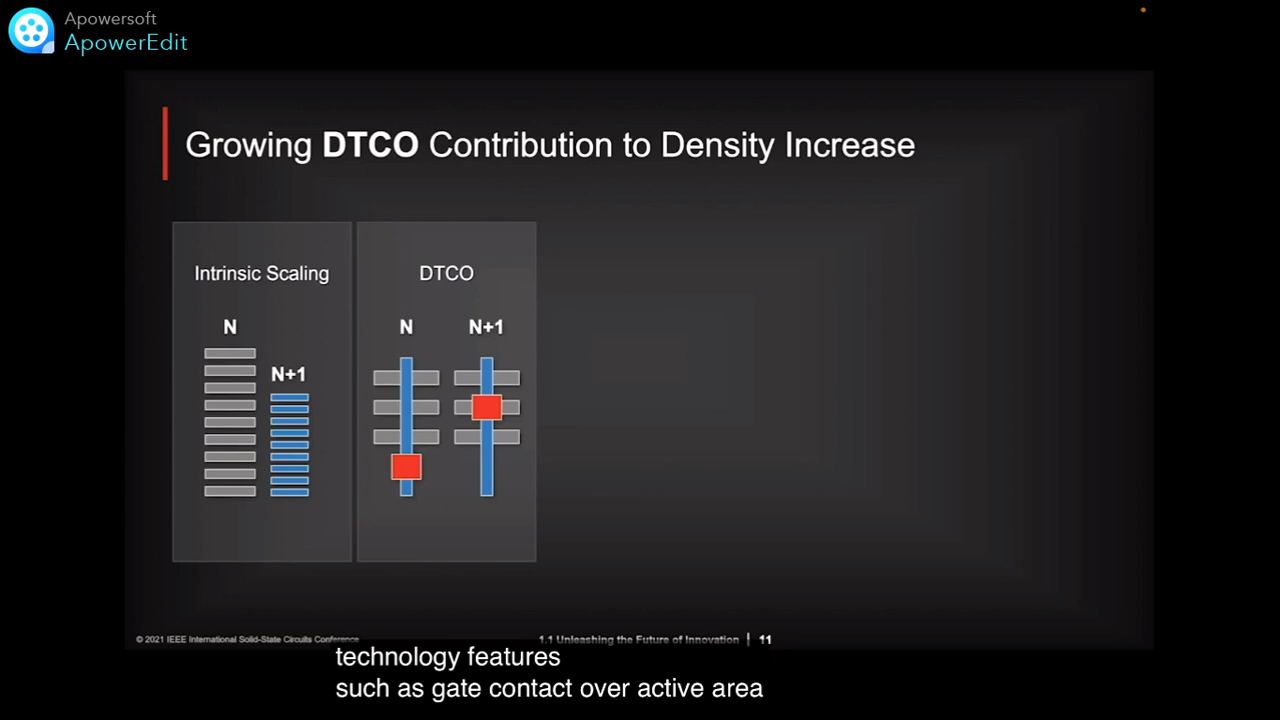 Apowersoft
ApowerEdit
Growing DTCO Contribution to Density Increase
Intrinsic Scaling
N
N+1
DTCO
N
N+1
© 2021 IEEE International Solid-State Circuits Conference
1.1 Unleashing the Future of Innovation | 11
technology features
such as gate contact over active area